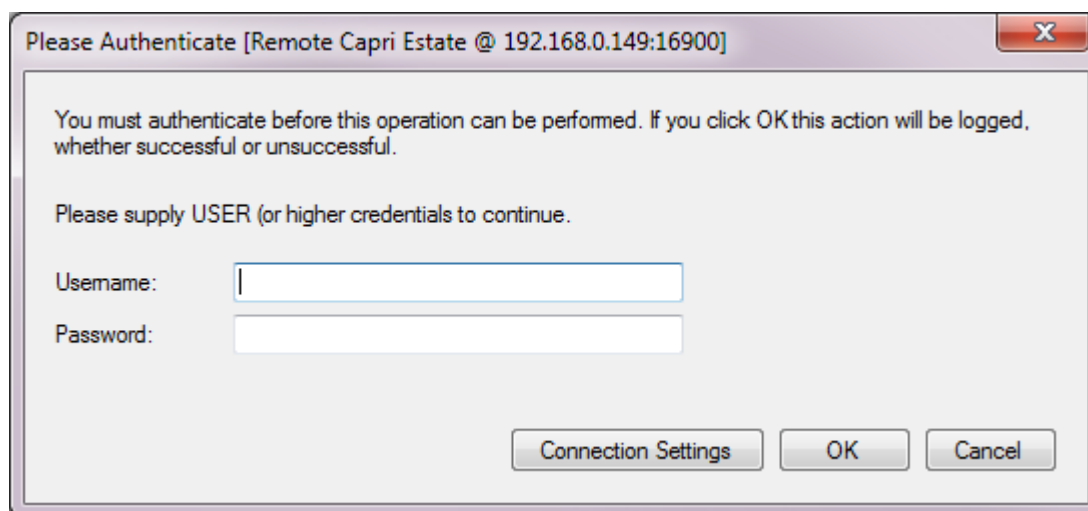 Please Authenticate [Remote Capri Estate @ 192.168.0.149:16900]
You must authenticate before this operation can be performed. If you click OK this action will be logged,
whether successful or unsuccessful.
Please supply USER (or higher credentials to continue.
Username:
Password:
Connection Settings OK Cancel